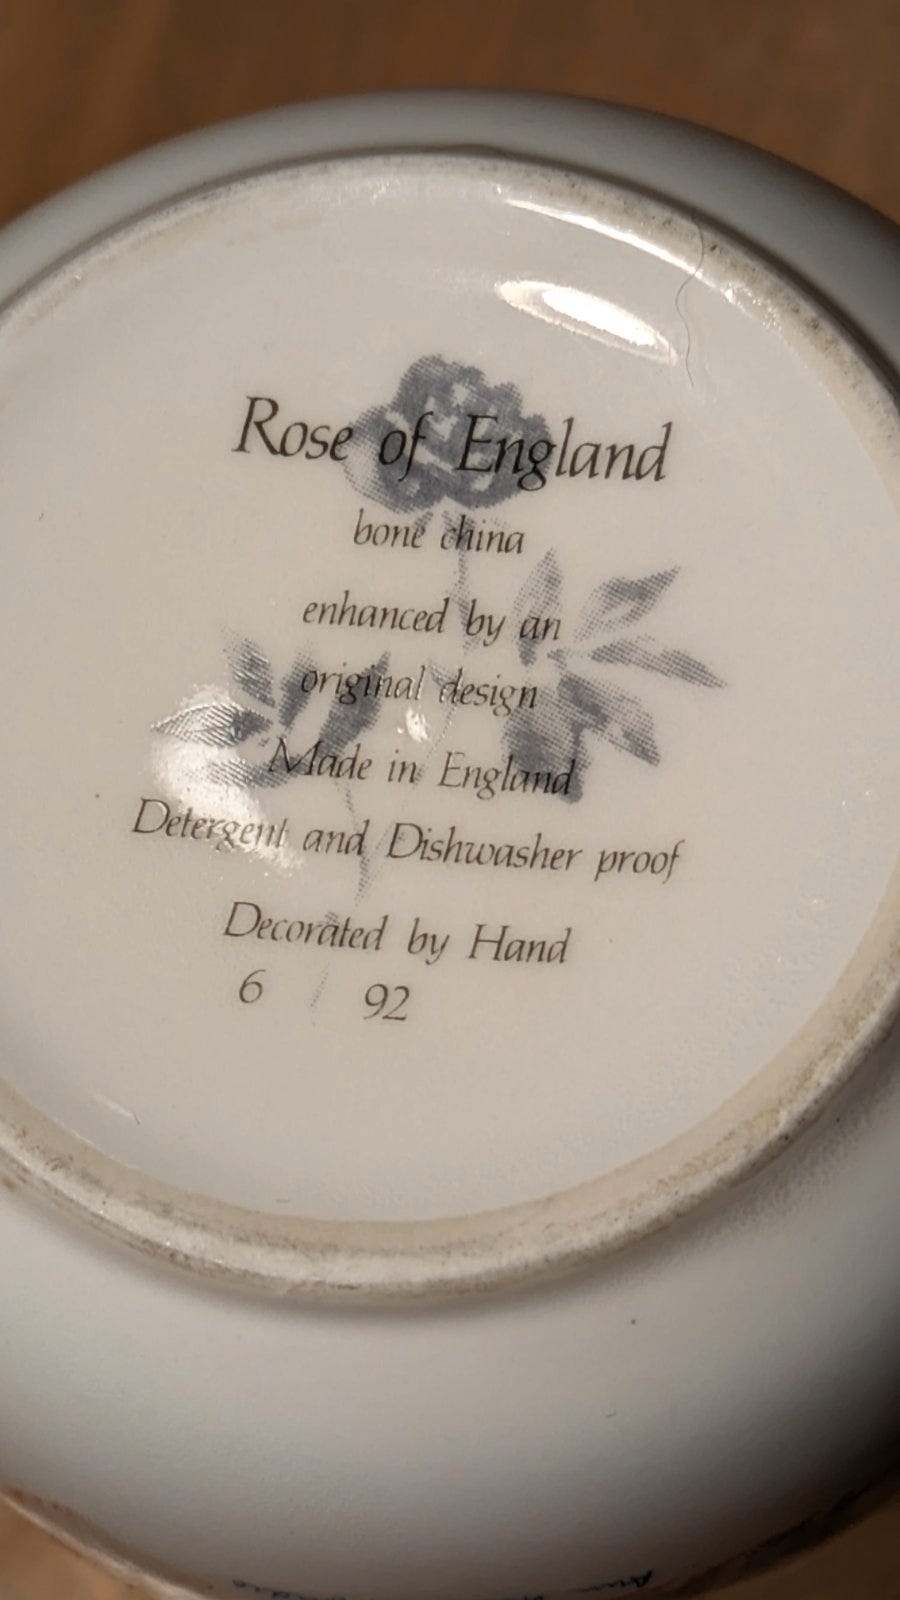 Rose of England
bone china
enhanced by an
original design
Made in England
Detergent and Dishwasher proof
Decorated by Hand
6 92